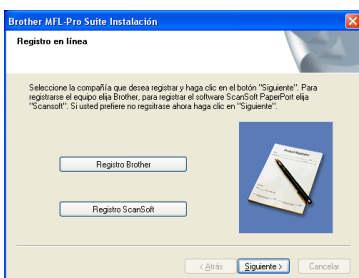 Brother MFL-Pro Suite Instalación
Registro en línea
Seleccione la compañía que desea registrar y haga clic en el botón "Siguiente". Para
registrarse el equipo elija Brother, para registrar el software ScanSoft PaperPort elija
"Scansoft". Si usted prefiere no registrase ahora haga clic en "Siguiente".
Registro Brother
Registro ScanSoft
< Atrás
Siguiente >
Cancelar